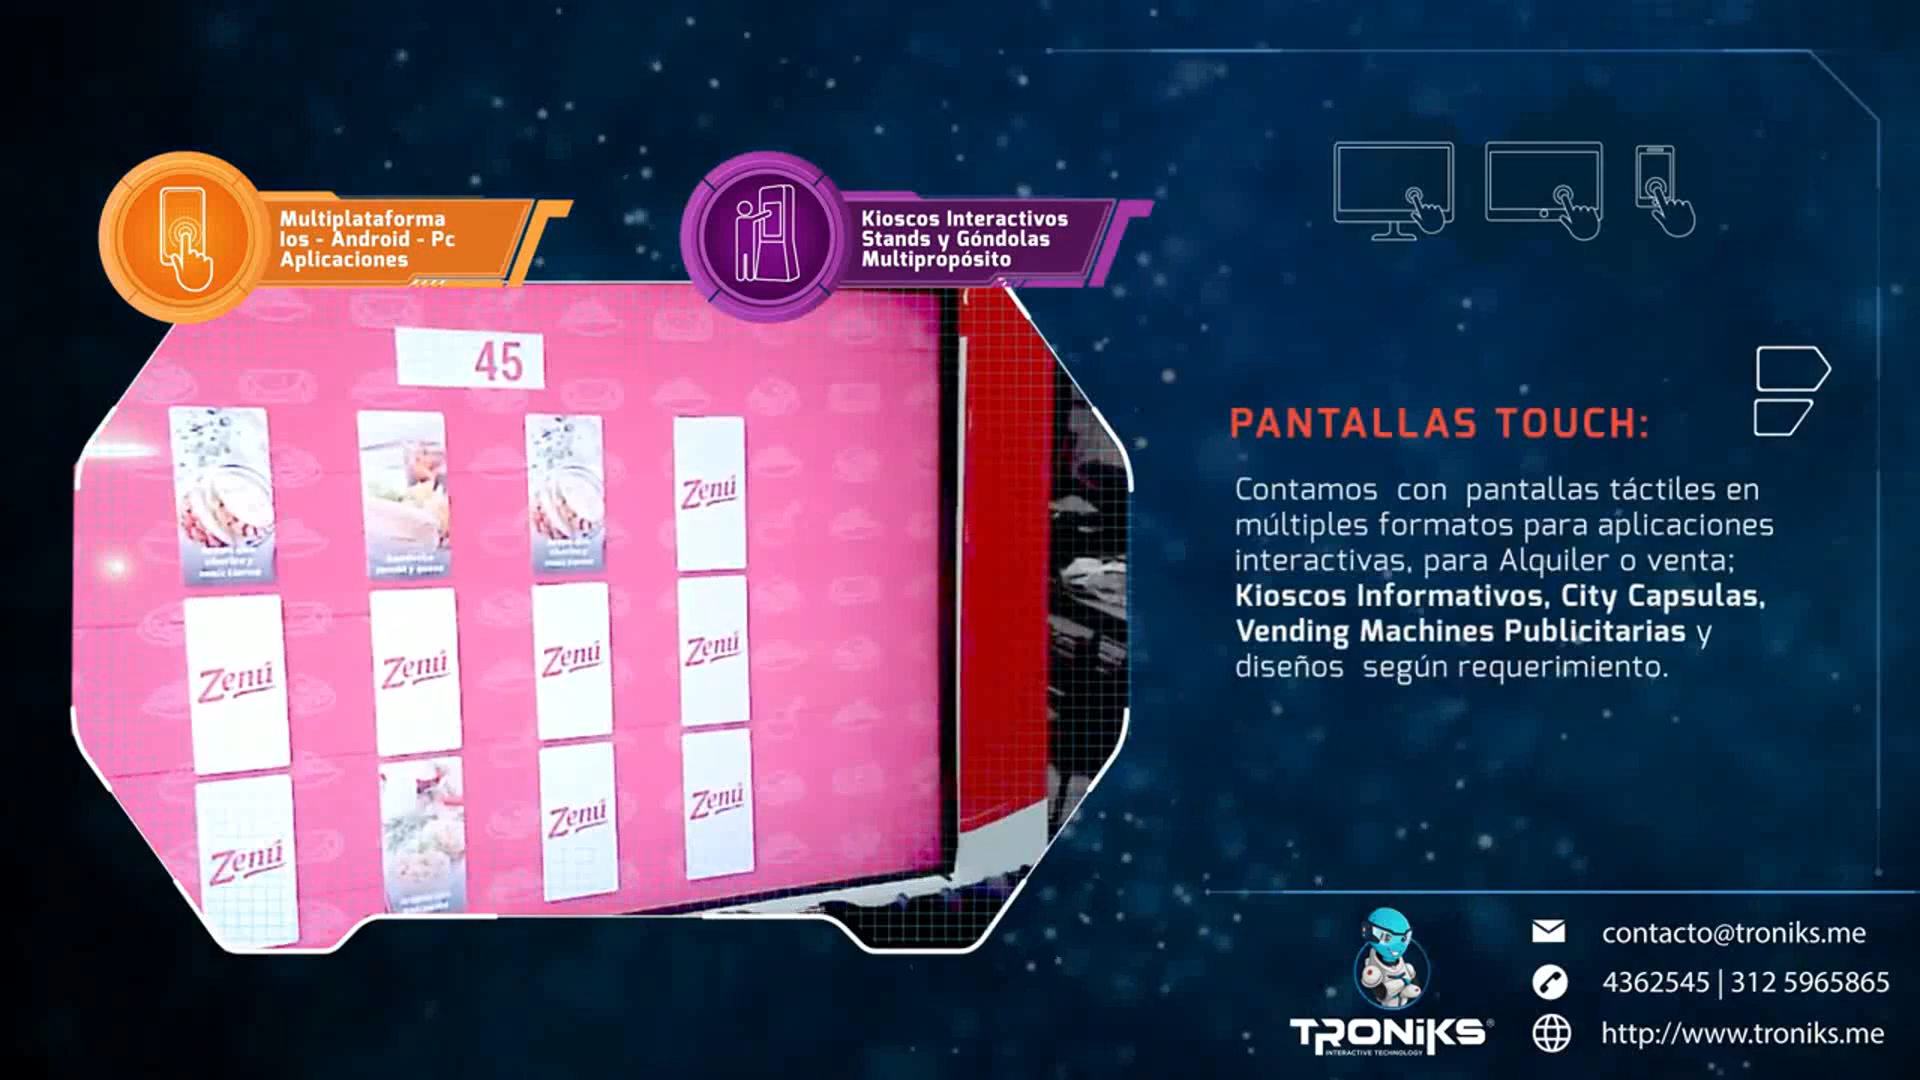 Multiplataforma
Ios - Android - Pc
Aplicaciones
Kioscos Interactivos
Stands y Góndolas
Multipropósito
45
Zenú
Zenú
Zenú
Zenú
Zenú
Zenú
Zenú
Zenú
PANTALLAS TOUCH:
Contamos con pantallas táctiles en
múltiples formatos para aplicaciones
interactivas, para Alquiler o venta;
Kioscos Informativos, City Capsulas,
Vending Machines Publicitarias y
diseños según requerimiento.
TRONiKS®
INTERACTIVE TECHNOLOGY
contacto@troniks.me
4362545 | 312 5965865
http://www.troniks.me